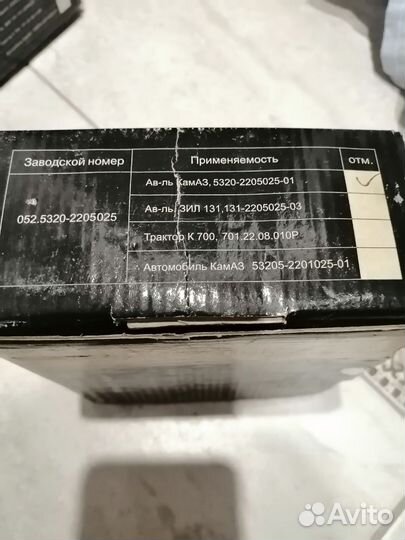 Заводской номер Применяемость отм.
Ав-ль КамАЗ, 5320-2205025-01
052.5320-2205025
Ав-ль ЗИЛ 131,131-2205025-03
Трактор К 700, 701.22.08.010Р
Автомобиль КамАЗ 53205-2201025-01
Avito